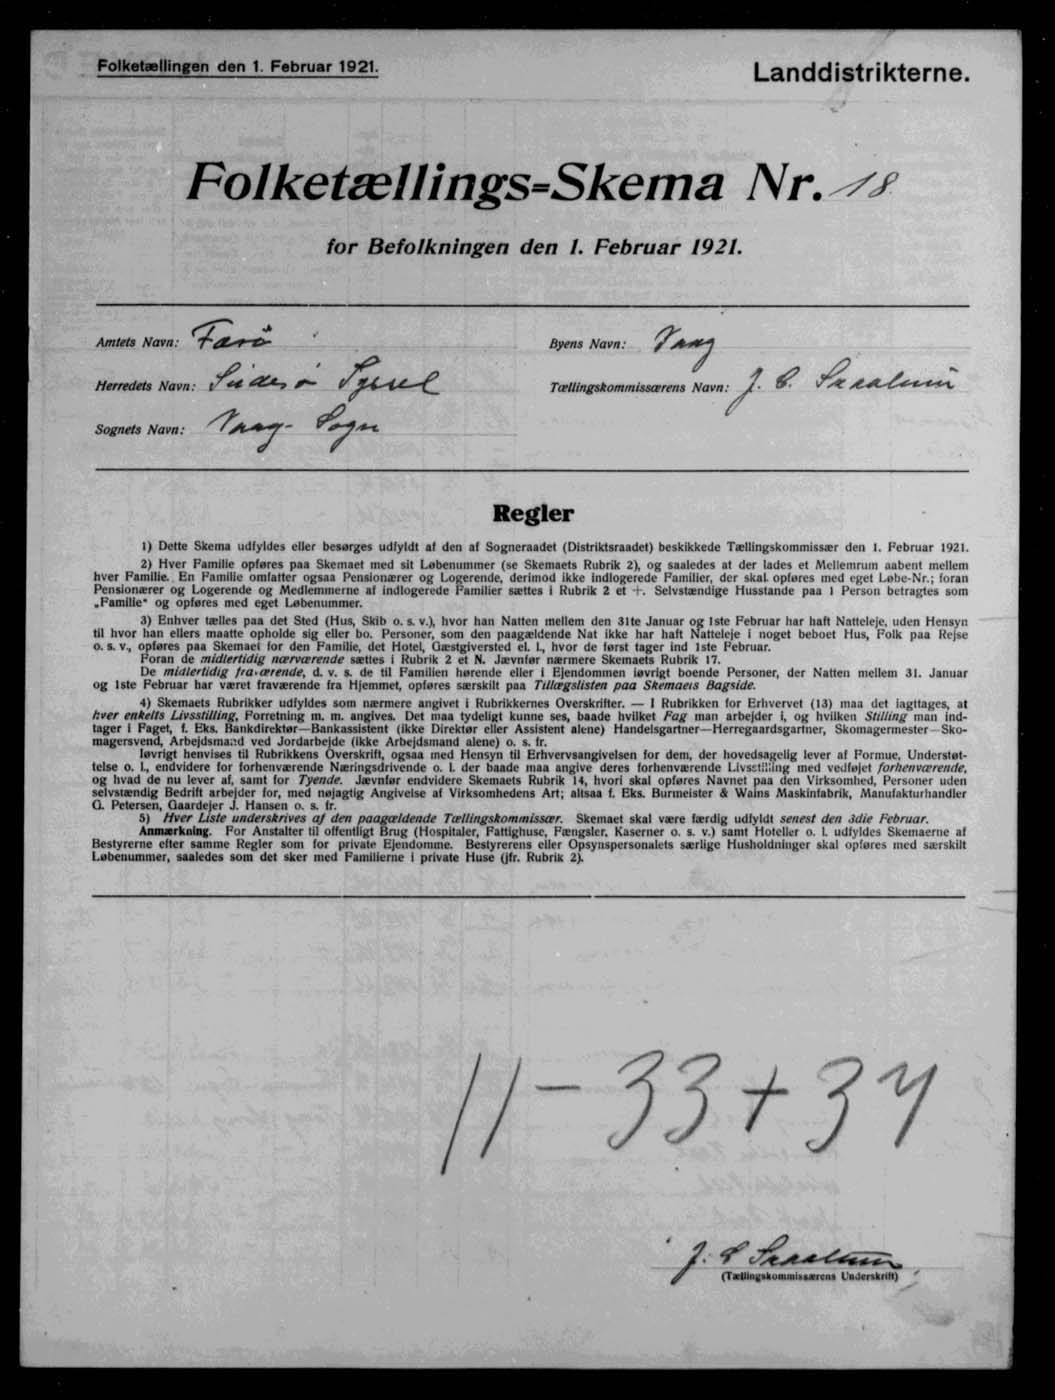 Folketællingen den 1. Februar 1921.
Landdistrikterne.
Folketællings=Skema Nr. 18
for Befolkningen den 1. Februar 1921.
Amtets Navn: Færø
Byens Navn: Vaag
Herredets Navn: Suderø Syssel
Tællingskommissærens Navn: J. C.
Sognets Navn: Vaag- Sogn
Regler
1) Dette Skema udfyldes eller besørges udfyldt af den af Sogneraadet (Distriktsraadet) beskikkede Tællingskommissær den 1. Februar 1921.
2) Hver Familie opføres paa Skemaet med sit Løbenummer (se Skemaets Rubrik 2), og saaledes at der lades et Mellemrum aabent mellem
hver Familie. En Familie omfatter ogsaa Pensionærer og Logerende, derimod ikke indlogerede Familier, der skal opføres med eget Løbe-Nr.; foran
Pensionærer og Logerende og Medlemmerne af indlogerede Familier sættes i Rubrik 2 et +. Selvstændige Husstande paa 1 Person betragtes som
„Familie“ og opføres med eget Løbenummer.
3) Enhver tælles paa det Sted (Hus, Skib o. s. v.), hvor han Natten mellem den 31te Januar og 1ste Februar har haft Natteleje, uden Hensyn
til hvor han ellers maatte opholde sig eller bo. Personer, som den paagældende Nat ikke har haft Natteleje i noget beboet Hus, Folk paa Rejse
o. s. v., opføres paa Skemaet for den Familie, det Hotel, Gæstgiversted el. l., hvor de først tager ind 1ste Februar.
Foran de midlertidig nærværende sættes i Rubrik 2 et N. Jævnfør nærmere Skemaets Rubrik 17.
De midlertidig fraværende, d. v. s. de til Familien hørende eller i Ejendommen iøvrigt boende Personer, der Natten mellem 31. Januar
og 1ste Februar har været fraværende fra Hjemmet, opføres særskilt paa Tillægslisten paa Skemaets Bagside.
4) Skemaets Rubrikker udfyldes som nærmere angivet i Rubrikkernes Overskrifter. — I Rubrikken for Erhvervet (13) maa det iagttages, at
hver enkelts Livsstilling, Forretning m. m. angives. Det maa tydeligt kunne ses, baade hvilket Fag man arbejder i, og hvilken Stilling man ind-
tager i Faget, f. Eks. Bankdirektør—Bankassistent (ikke Direktør eller Assistent alene) Handelsgartner—Herregaardsgartner, Skomagermester—Sko-
magersvend, Arbejdsmand ved Jordarbejde (ikke Arbejdsmand alene) o. s. fr.
Iøvrigt henvises til Rubrikkens Overskrift, ogsaa med Hensyn til Erhvervsangivelsen for dem, der hovedsagelig lever af Formue, Understøt-
telse o. l., endvidere for forhenværende Næringsdrivende o. l. der baade maa angive deres forhenværende Livsstilling med vedføjet forhenværende,
og hvad de nu lever af, samt for Tyende. Jævnfør endvidere Skemaets Rubrik 14, hvori skal opføres Navnet paa den Virksomhed, Personer uden
selvstændig Bedrift arbejder for, med nøjagtig Angivelse af Virksomhedens Art; altsaa f. Eks. Burmeister & Wains Maskinfabrik, Manufakturhandler
G. Petersen, Gaardejer J. Hansen o. s. fr.
5) Hver Liste underskrives af den paagældende Tællingskommissær. Skemaet skal være færdig udfyldt senest den 3die Februar.
Anmærkning. For Anstalter til offentligt Brug (Hospitaler, Fattighuse, Fængsler, Kaserner o. s. v.) samt Hoteller o. l. udfyldes Skemaerne af
Bestyrerne efter samme Regler som for private Ejendomme. Bestyrerens eller Opsynspersonalets særlige Husholdninger skal opføres med særskilt
Løbenummer, saaledes som det sker med Familierne i private Huse (jfr. Rubrik 2).
11 - 33 + 37
J. C.
(Tællingskommissærens Underskrift)